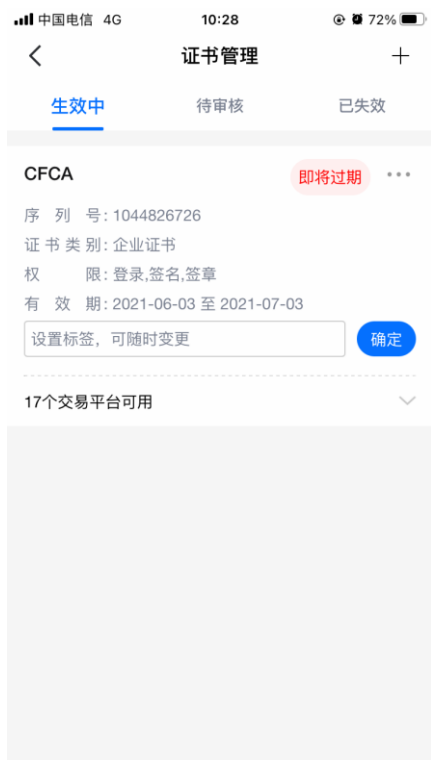 中国电信 4G 10:28 72%
证书管理
生效中 待审核 已失效
CFCA 即将过期
序列号: 1044826726
证书类别: 企业证书
权限: 登录,签名,签章
有效期: 2021-06-03 至 2021-07-03
设置标签，可随时变更 确定
17个交易平台可用